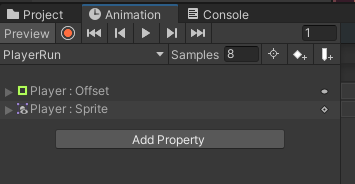 Project Animation Console
Preview 1
PlayerRun Samples 8
Player : Offset
Player : Sprite
Add Property